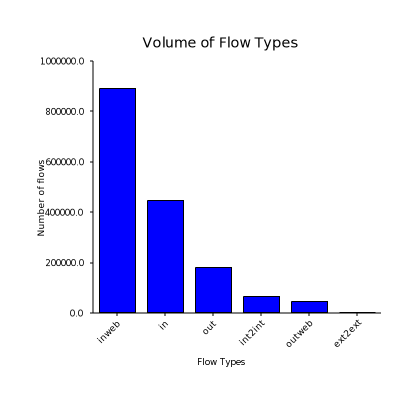 Volume of Flow Types
1000000.0
800000.0
600000.0
400000.0
200000.0
0.0
Number of flows
inweb
in
out
int2int
outweb
ext2ext
Flow Types